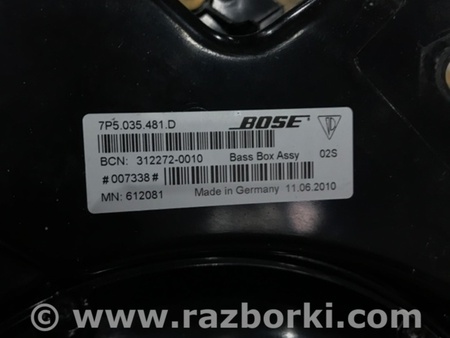 7P5.035.481.D BOSE
BCN: 312272-0010 Bass Box Assy 02S
# 007338 #
MN: 612081 Made in Germany 11.06.2010
© www.razborki.com